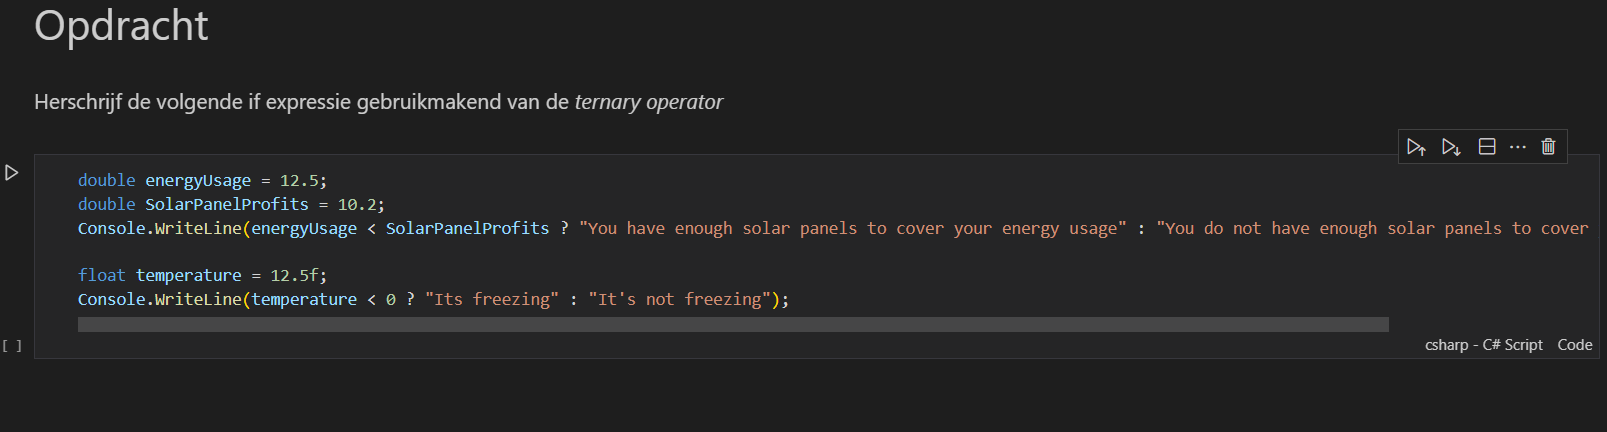 Opdracht
Herschrijf de volgende if expressie gebruikmakend van de ternary operator
double energyUsage = 12.5;
double SolarPanelProfits = 10.2;
Console.WriteLine(energyUsage < SolarPanelProfits ? "You have enough solar panels to cover your energy usage" : "You do not have enough solar panels to cover
float temperature = 12.5f;
Console.WriteLine(temperature < 0 ? "Its freezing" : "It's not freezing");
[ ]
csharp - C# Script Code